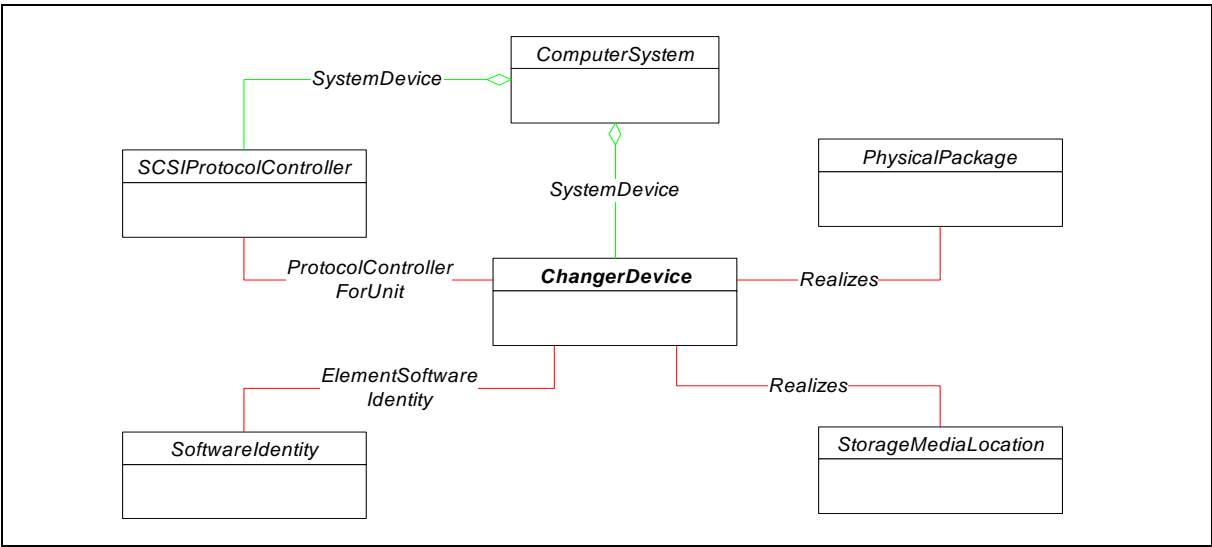 ComputerSystem
SystemDevice
SCSIProtocolController
PhysicalPackage
SystemDevice
ProtocolController
ForUnit
ChangerDevice
Realizes
ElementSoftware
Identity
Realizes
SoftwareIdentity
StorageMediaLocation